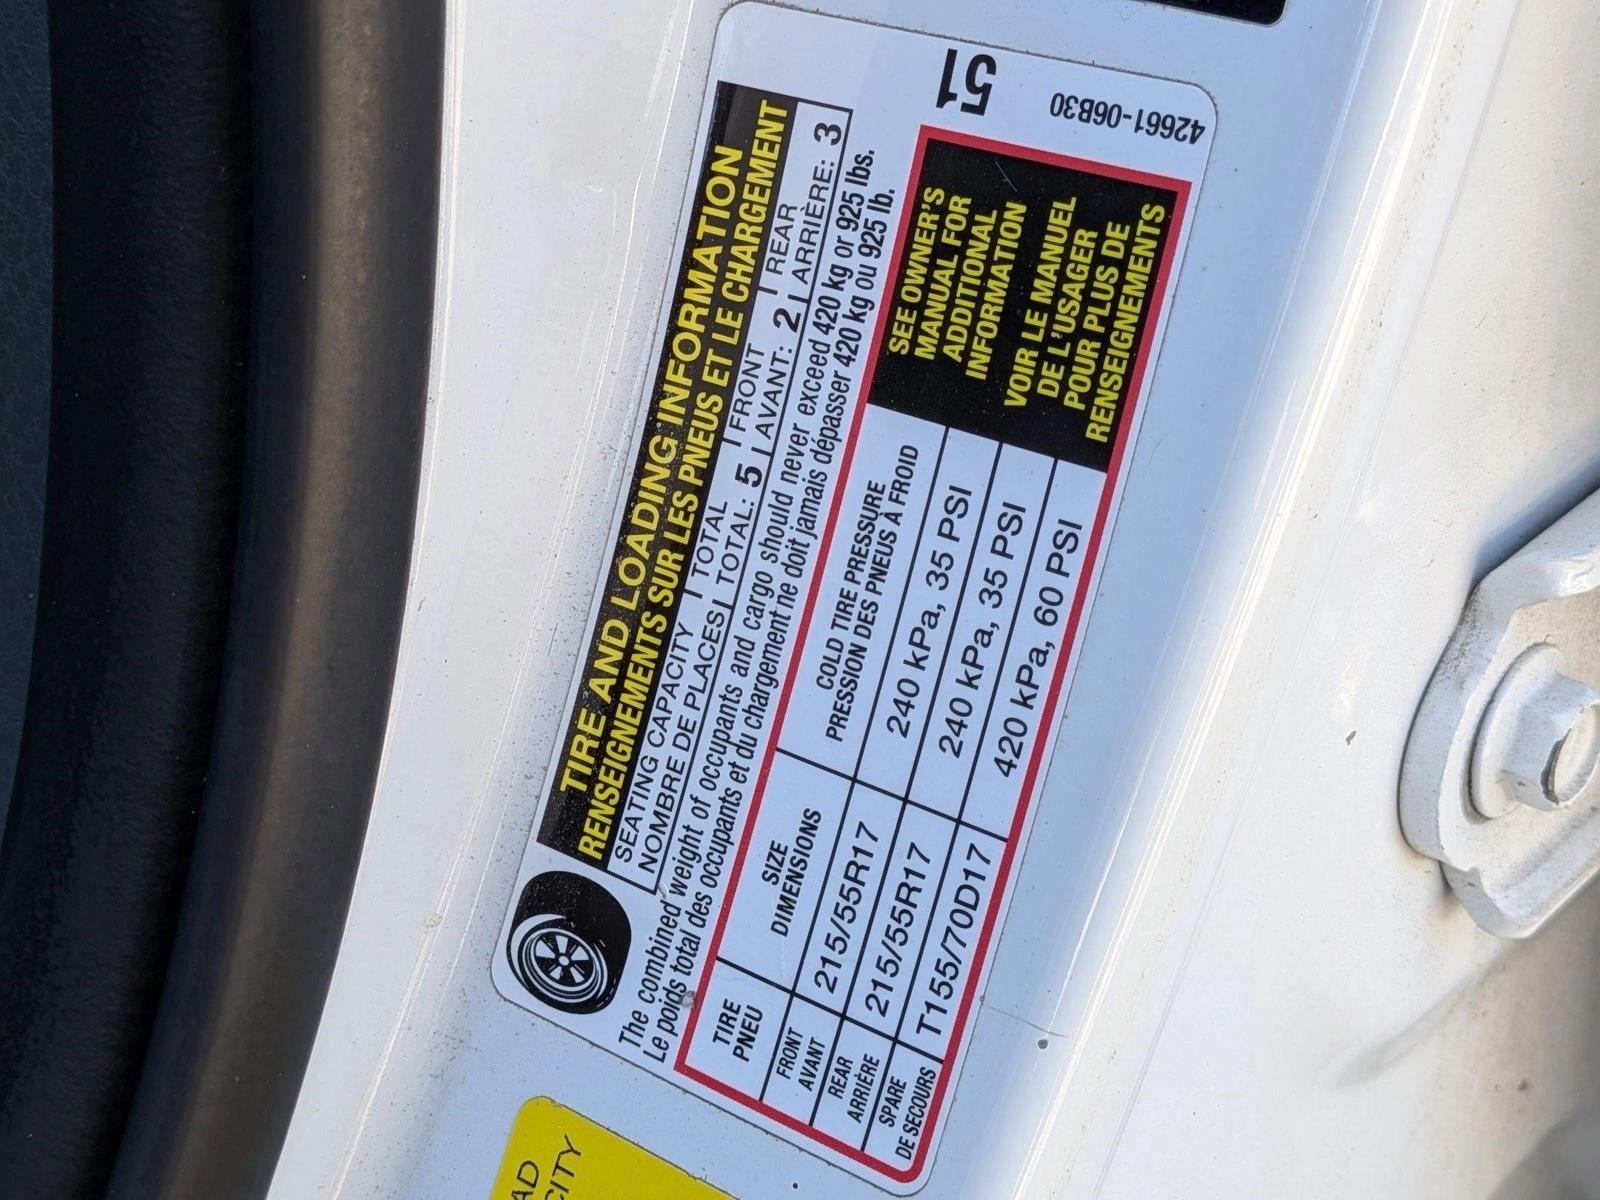 TIRE AND LOADING INFORMATION
RENSEIGNEMENTS SUR LES PNEUS ET LE CHARGEMENT
SEATING CAPACITY | TOTAL | FRONT | REAR
NOMBRE DE PLACES | TOTAL: 5 | AVANT: 2 | ARRIÈRE: 3
The combined weight of occupants and cargo should never exceed 420 kg or 925 lbs.
Le poids total des occupants et du chargement ne doit jamais dépasser 420 kg ou 925 lb.
TIRE
PNEU
SIZE
DIMENSIONS
COLD TIRE PRESSURE
PRESSION DES PNEUS À FROID
FRONT
AVANT
215/55R17
240 kPa, 35 PSI
REAR
ARRIÈRE
215/55R17
240 kPa, 35 PSI
SPARE
DE SECOURS
T155/70D17
420 kPa, 60 PSI
SEE OWNER'S
MANUAL FOR
ADDITIONAL
INFORMATION
VOIR LE MANUEL
DE L'USAGER
POUR PLUS DE
RENSEIGNEMENTS
51
42661-06B30
AD
CITY